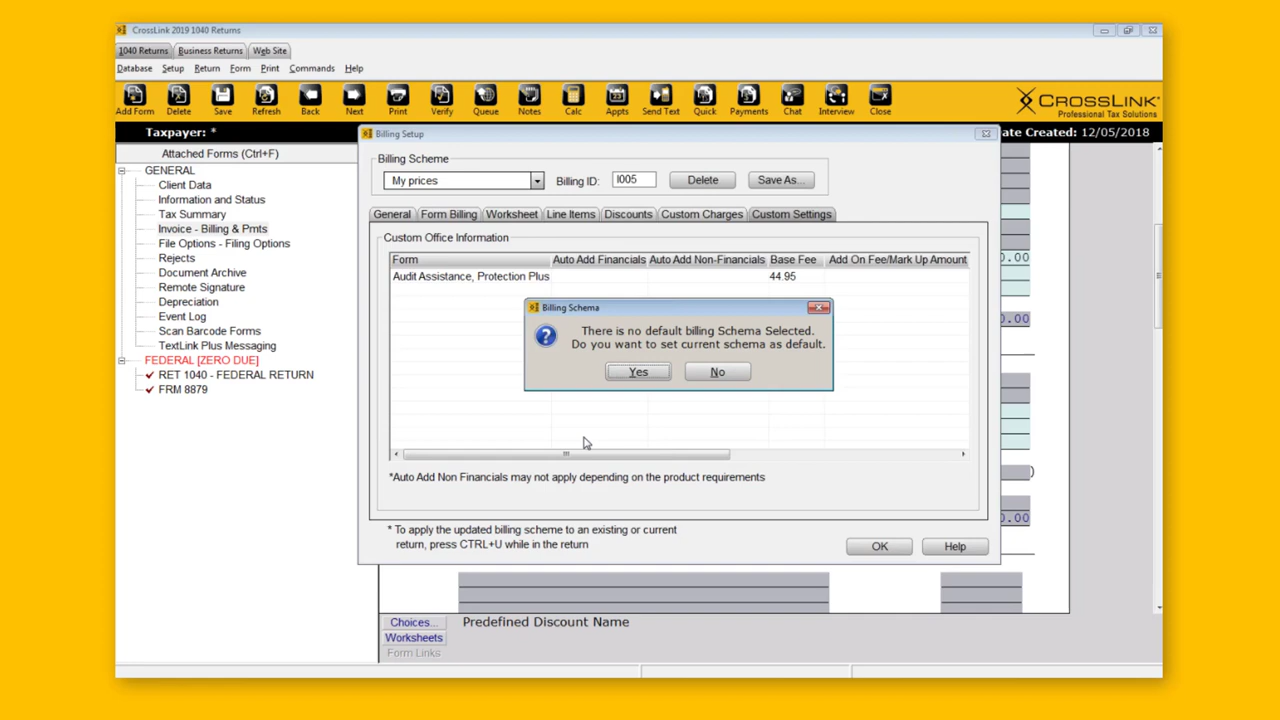 CrossLink 2019 1040 Returns
1040 Returns Business Returns Web Site
Database Setup Return Form Print Commands Help
Add Form Delete Save Refresh Back Next Print Verify Queue Notes Calc Appts Send Text Quick Payments Chat Interview Close
CROSSLINK
Professional Tax Solutions
Taxpayer: *
ate Created: 12/05/2018
Attached Forms (Ctrl+F)
GENERAL
Client Data
Information and Status
Tax Summary
Invoice - Billing & Pmts
File Options - Filing Options
Rejects
Document Archive
Remote Signature
Depreciation
Event Log
Scan Barcode Forms
TextLink Plus Messaging
FEDERAL [ZERO DUE]
RET 1040 - FEDERAL RETURN
FRM 8879
Billing Setup
Billing Scheme
My prices
Billing ID: I005
Delete
Save As...
General Form Billing Worksheet Line Items Discounts Custom Charges Custom Settings
Custom Office Information
Form Auto Add Financials Auto Add Non-Financials Base Fee Add On Fee/Mark Up Amount
Audit Assistance, Protection Plus 44.95
Billing Schema
There is no default billing Schema Selected.
Do you want to set current schema as default.
Yes No
*Auto Add Non Financials may not apply depending on the product requirements
* To apply the updated billing scheme to an existing or current
return, press CTRL+U while in the return
OK Help
0.00
0.00
)
0.00
Choices...
Predefined Discount Name
Worksheets
Form Links